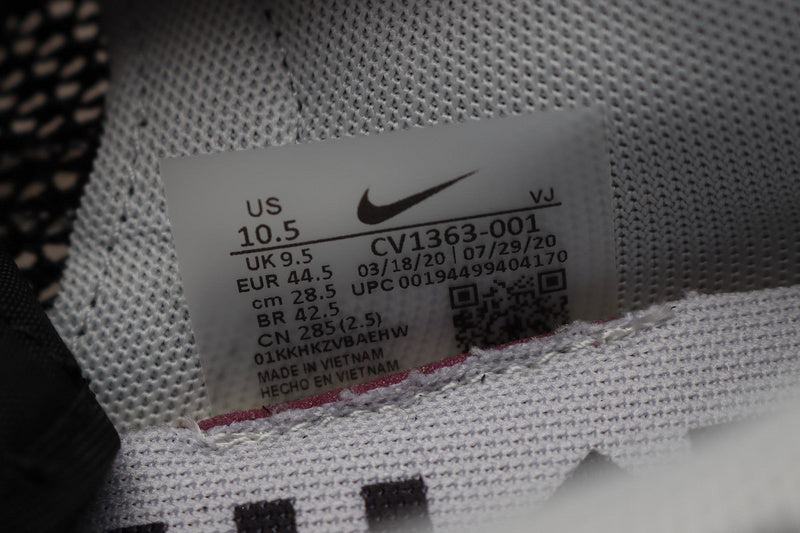 US
10.5
VJ
UK 9.5
CV1363-001
EUR 44.5
03/18/20 | 07/29/20
cm 28.5
UPC 00194499404170
BR 42.5
CN 285 (2.5)
01KKHKZVBAEHW
MADE IN VIETNAM
HECHO EN VIETNAM